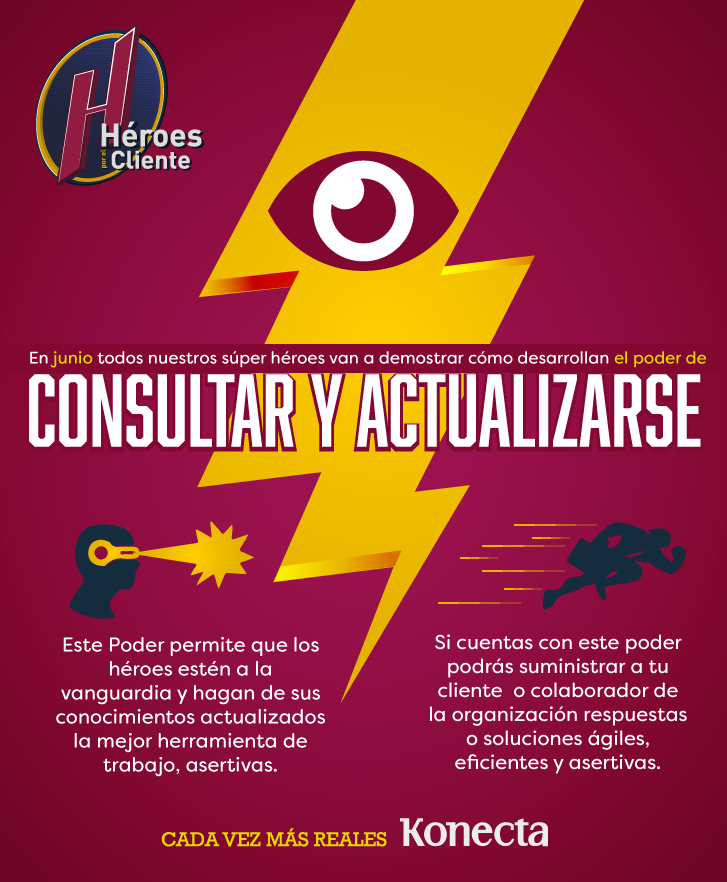 H
Héroes
por el
Cliente
En junio todos nuestros súper héroes van a demostrar cómo desarrollan el poder de
CONSULTAR Y ACTUALIZARSE
Este Poder permite que los
héroes estén a la
vanguardia y hagan de sus
conocimientos actualizados
la mejor herramienta de
trabajo, asertivas.
Si cuentas con este poder
podrás suministrar a tu
cliente o colaborador de
la organización respuestas
o soluciones ágiles,
eficientes y asertivas.
CADA VEZ MÁS REALES Konecta